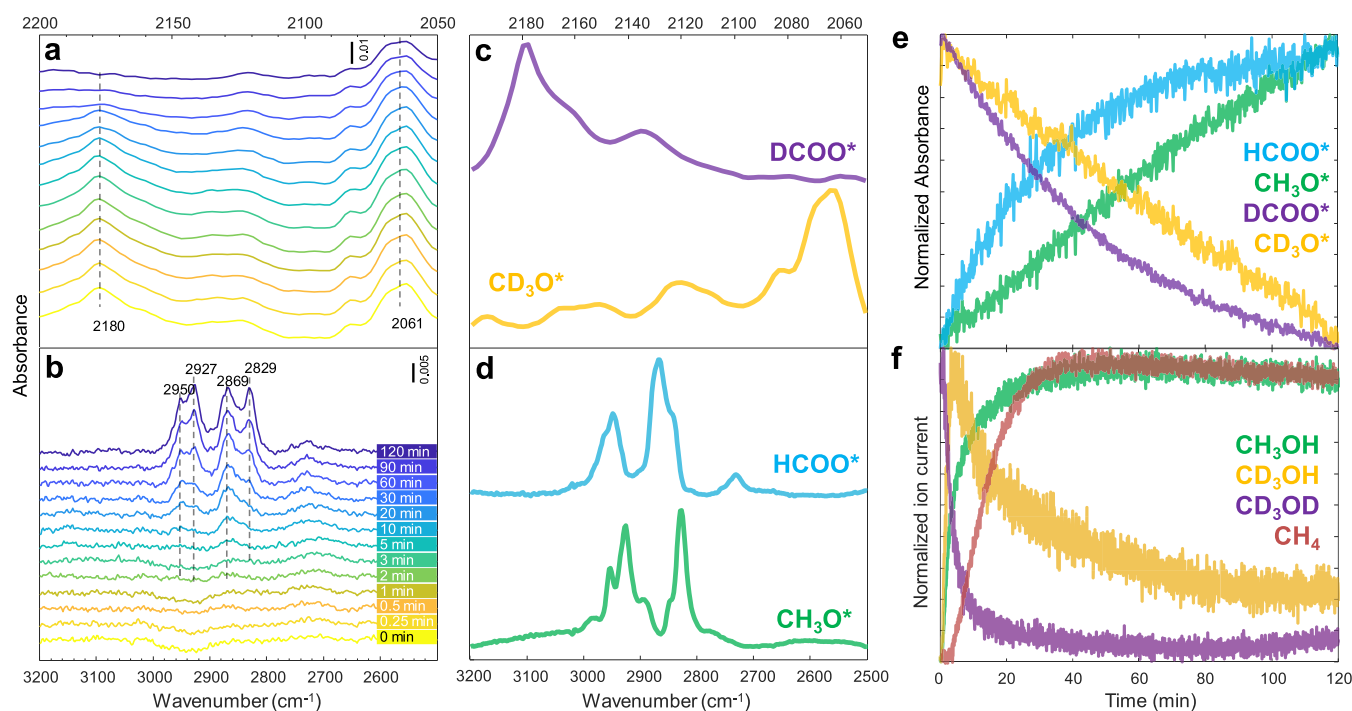 2200 2150 2100 2050
a
0.01
2180
2061
Absorbance
b
0.005
2950
2927
2869
2829
120 min
90 min
60 min
30 min
20 min
10 min
5 min
3 min
2 min
1 min
0.5 min
0.25 min
0 min
3200 3100 3000 2900 2800 2700 2600
Wavenumber (cm⁻¹)
2180 2160 2140 2120 2100 2080 2060
c
DCOO*
CD₃O*
d
HCOO*
CH₃O*
3200 3100 3000 2900 2800 2700 2600 2500
Wavenumber (cm⁻¹)
e
Normalized Absorbance
HCOO*
CH₃O*
DCOO*
CD₃O*
f
Normalized ion current
CH₃OH
CD₃OH
CD₃OD
CH₄
0 20 40 60 80 100 120
Time (min)